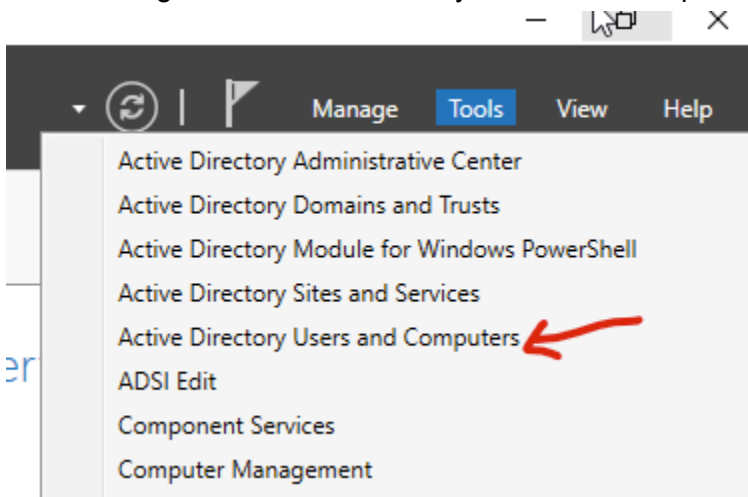 Manage Tools View Help
Active Directory Administrative Center
Active Directory Domains and Trusts
Active Directory Module for Windows PowerShell
Active Directory Sites and Services
Active Directory Users and Computers
er
ADSI Edit
Component Services
Computer Management